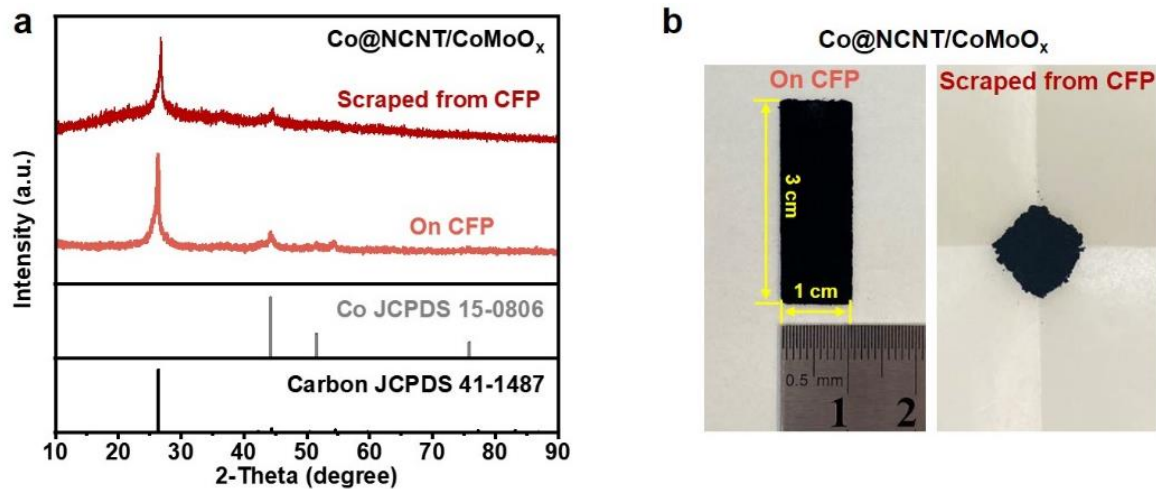 a
Co@NCNT/CoMoOₓ
Scraped from CFP
On CFP
Co JCPDS 15-0806
Carbon JCPDS 41-1487
Intensity (a.u.)
10 20 30 40 50 60 70 80 90
2-Theta (degree)
b
Co@NCNT/CoMoOₓ
On CFP
3 cm
1 cm
0.5 mm
1 2
Scraped from CFP